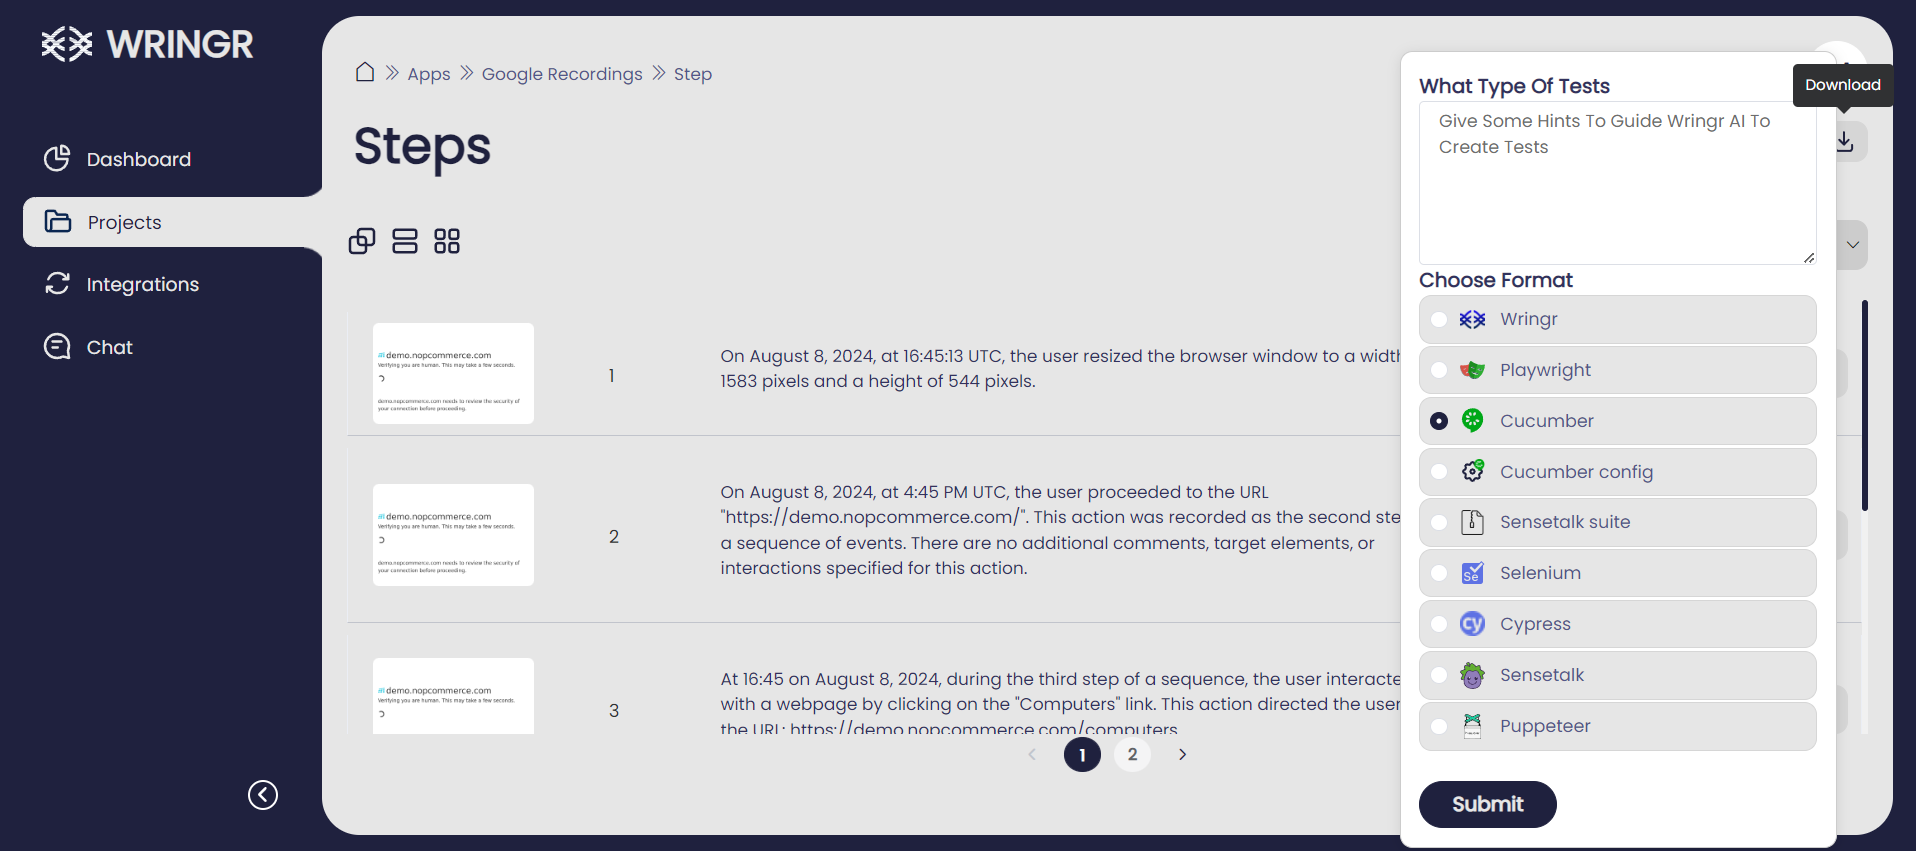 WRINGR
Dashboard
Projects
Integrations
Chat
Apps Google Recordings Step
Steps
demo.nopcommerce.com
Verifying you are human. This may take a few seconds.
demo.nopcommerce.com needs to review the security of
your connection before proceeding.
1
On August 8, 2024, at 16:45:13 UTC, the user resized the browser window to a width
1583 pixels and a height of 544 pixels.
demo.nopcommerce.com
Verifying you are human. This may take a few seconds.
demo.nopcommerce.com needs to review the security of
your connection before proceeding.
2
On August 8, 2024, at 4:45 PM UTC, the user proceeded to the URL
"https://demo.nopcommerce.com/". This action was recorded as the second ste
a sequence of events. There are no additional comments, target elements, or
interactions specified for this action.
demo.nopcommerce.com
Verifying you are human. This may take a few seconds.
3
At 16:45 on August 8, 2024, during the third step of a sequence, the user interacte
with a webpage by clicking on the "Computers" link. This action directed the user
the URL: https://demo.nopcommerce.com/computers
1 2
What Type Of Tests
Download
Give Some Hints To Guide Wringr AI To
Create Tests
Choose Format
Wringr
Playwright
Cucumber
Cucumber config
Sensetalk suite
Se Selenium
cy Cypress
Sensetalk
Puppeteer
Submit